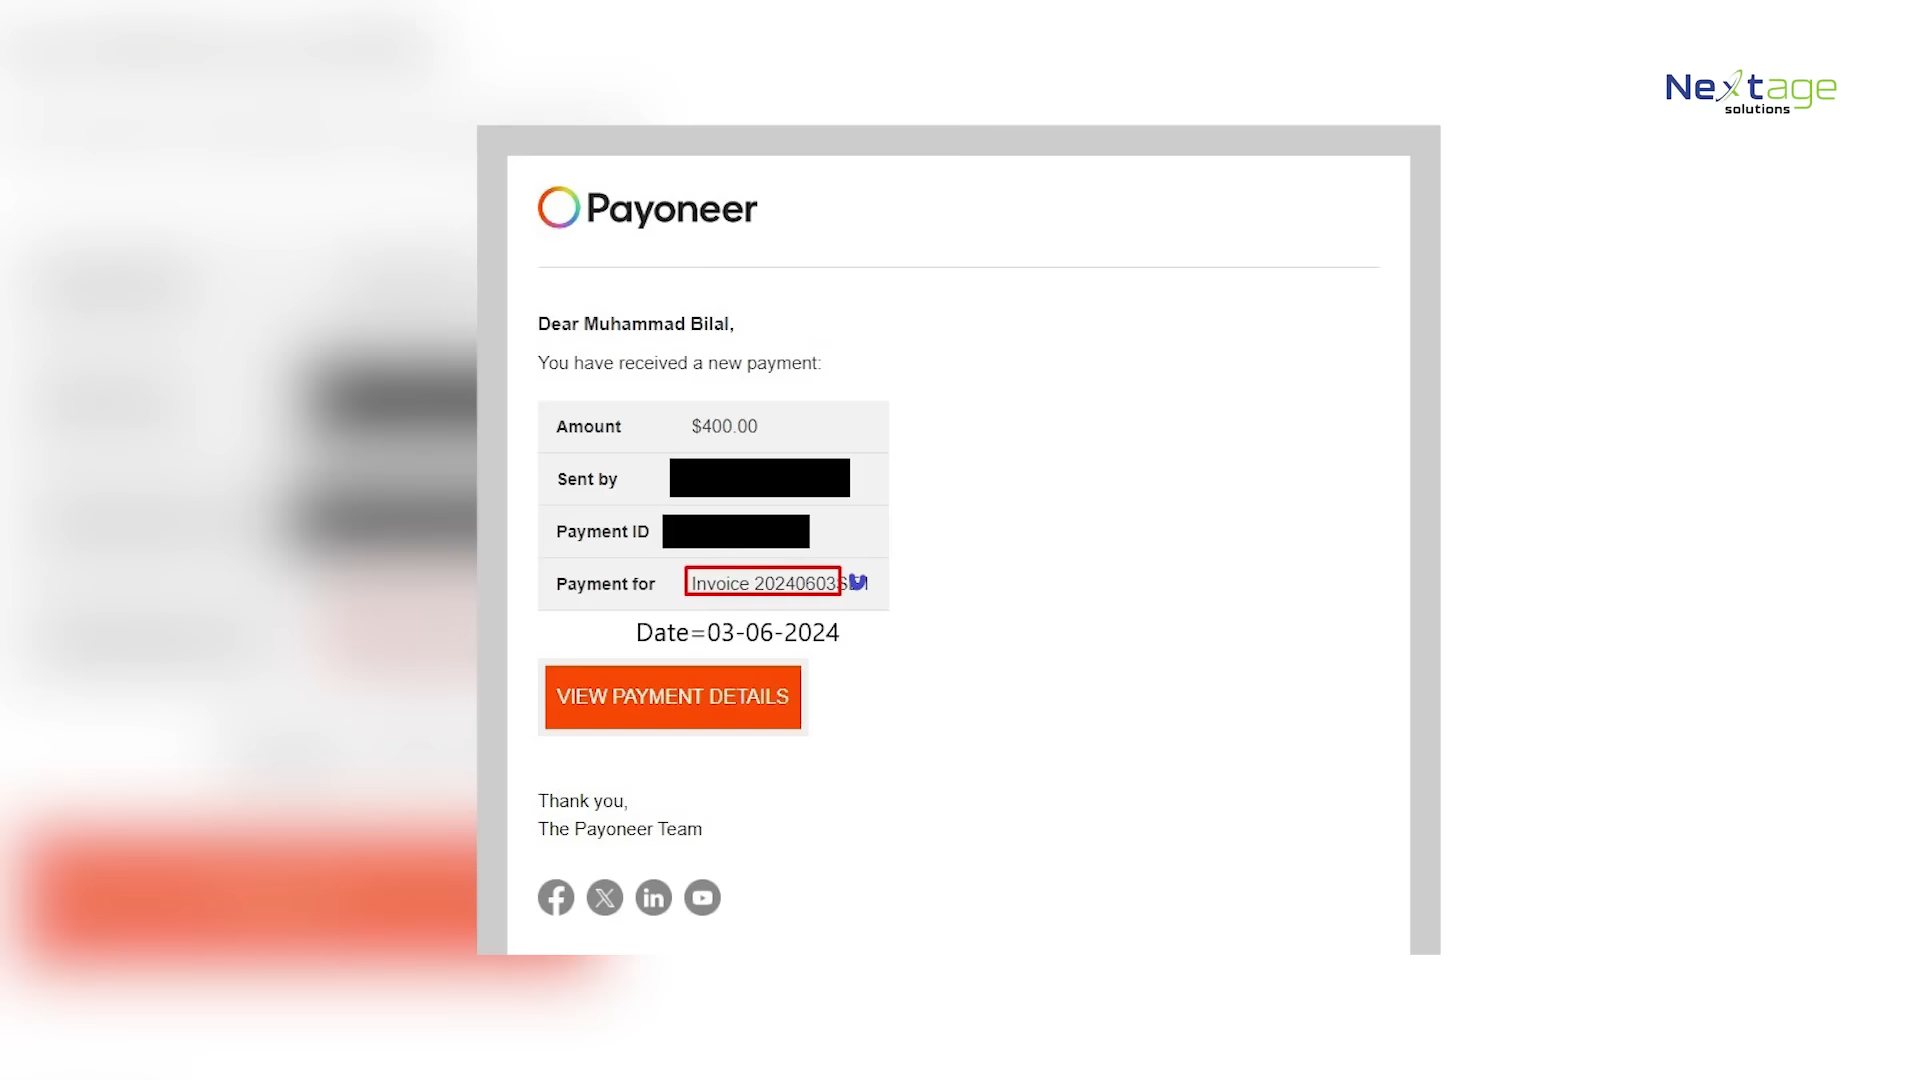 Nextage
solutions
Payoneer
Dear Muhammad Bilal,
You have received a new payment:
Amount $400.00
Sent by
Payment ID
Payment for Invoice 20240603
Date=03-06-2024
VIEW PAYMENT DETAILS
Thank you,
The Payoneer Team